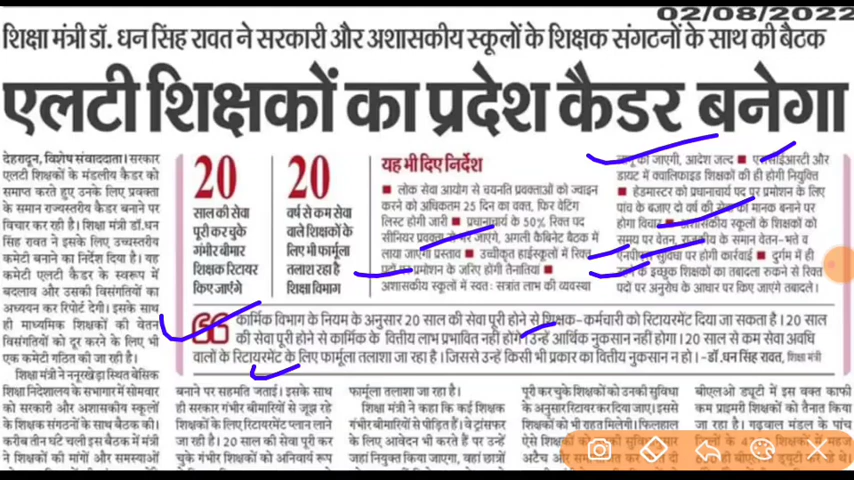 02/08/2022
शिक्षा मंत्री डॉ. धन सिंह रावत ने सरकारी और अशासकीय स्कूलों के शिक्षक संगठनों के साथ की बैठक
एलटी शिक्षकों का प्रदेश कैडर बनेगा
देहरादून, विशेष संवाददाता। सरकार
एलटी शिक्षकों के मंडलीय कैडर को
समाप्त करते हुए उनके लिए प्रवक्ता
के समान राज्यस्तरीय कैडर बनाने पर
विचार कर रही है। शिक्षा मंत्री डॉ.धन
सिंह रावत ने इसके लिए उच्चस्तरीय
कमेटी बनाने का निर्देश दिया है। यह
कमेटी एलटी कैडर के स्वरूप में
बदलाव और उसकी विसंगतियों का
अध्ययन कर रिपोर्ट देगी। इसके साथ
ही माध्यमिक शिक्षकों की वेतन
विसंगतियों को दूर करने के लिए भी
एक कमेटी गठित की जा रही है।
शिक्षा मंत्री ने ननूरखेड़ा स्थित बेसिक
शिक्षा निदेशालय के सभागार में सोमवार
को सरकारी और अशासकीय स्कूलों
के शिक्षक संगठनों के साथ बैठक की।
करीब तीन घंटे चली इस बैठक में मंत्री
ने शिक्षकों की मांगों और समस्याओं
20
साल की सेवा
पूरी कर चुके
गंभीर बीमार
शिक्षक रिटायर
किए जाएंगे
20
वर्ष से कम सेवा
वाले शिक्षकों के
लिए भी फार्मूला
तलाश रहा है
शिक्षा विभाग
यह भी दिए निर्देश
■ लोक सेवा आयोग से चयनति प्रवक्ताओं को ज्वाइन
करने को अधिकतम 25 दिन का वक्त, फिर वेटिंग
लिस्ट होगी जारी ■ प्रधानाचार्य के 50% रिक्त पद
सीनियर प्रवक्ता से भरे जाएंगे, अगली कैबिनेट बैठक में
लाया जाएगा प्रस्ताव ■ उच्चीकृत हाईस्कूलों में रिक्त
पदों पर प्रमोशन के जरिए होगी तैनातिया ■
अशासकीय स्कूलों में स्वत: सत्रांत लाभ की व्यवस्था
लागू की जाएगी, आदेश जल्द ■ एससीईआरटी और
डायट में क्वालिफाइड शिक्षकों की ही होगी नियुक्ति
■ हेडमास्टर को प्रधानाचार्य पद पर प्रमोशन के लिए
पांच के बजाए दो वर्ष की सेवा को मानक बनाने पर
होगा विचार ■ अशासकीय स्कूलों के शिक्षकों को
समय पर वेतन, राजकीय के समान वेतन-भत्ते व
एनपीएस सुविधा पर होगी कार्रवाई ■ दुर्गम में ही
रहने के इच्छुक शिक्षकों का तबादला रुकने से रिक्त
पदों पर अनुरोध के आधार पर किए जाएंगे तबादले।
कार्मिक विभाग के नियम के अनुसार 20 साल की सेवा पूरी होने से शिक्षक-कर्मचारी को रिटायरमेंट दिया जा सकता है। 20 साल
की सेवा पूरी होने से कार्मिक के वित्तीय लाभ प्रभावित नही होंगे। उन्हें आर्थिक नुकसान नहीं होगा। 20 साल से कम सेवा अवधि
वालों के रिटायरमेंट के लिए फार्मूला तलाशा जा रहा है। जिससे उन्हें किसी भी प्रकार का वित्तीय नुकसान न हो। -डॉ.धन सिंह रावत, शिक्षा मंत्री
बनाने पर सहमति जताई। इसके साथ
ही सरकार गंभीर बीमारियों से जूझ रहे
शिक्षकों के लिए रिटायरमेंट प्लान लाने
जा रही है। 20 साल की सेवा पूरी कर
चुके गंभीर शिक्षकों को अनिवार्य रूप
फार्मूला तलाशा जा रहा है।
शिक्षा मंत्री ने कहा कि कई शिक्षक
गंभीर बीमारियों से पीड़ित हैं। वे ट्रांसफर
के लिए आवेदन भी करते हैं पर उन्हें
जहां नियुक्त किया जाएगा, वहां छात्रों
पूरी कर चुके शिक्षकों को उनकी सुविधा
के अनुसार रिटायर कर दिया जाए। इससे
को भी राहत मिलेगी। फिलहाल
ऐसे शिक्षकों को सुविधा
अटैच
बीएलओ ड्यूटी में इस वक्त काफी
कम प्राइमरी शिक्षकों को तैनात किया
जा रहा है। गढ़वाल मंडल के पांच